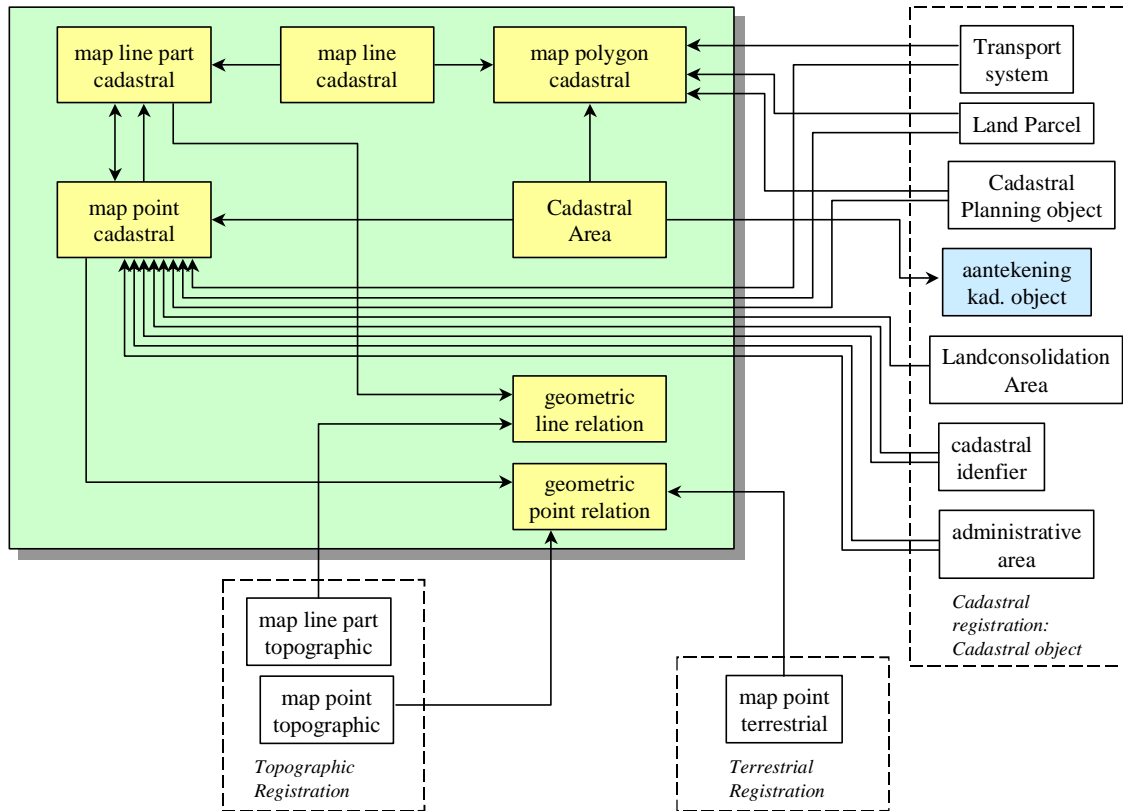 map line part
cadastral
map line
cadastral
map polygon
cadastral
Transport
system
Land Parcel
map point
cadastral
Cadastral
Area
Cadastral
Planning object
aantekening
kad. object
Landconsolidation
Area
geometric
line relation
cadastral
idenfier
geometric
point relation
administrative
area
Cadastral
registration:
Cadastral object
map line part
topographic
map point
topographic
Topographic
Registration
map point
terrestrial
Terrestrial
Registration